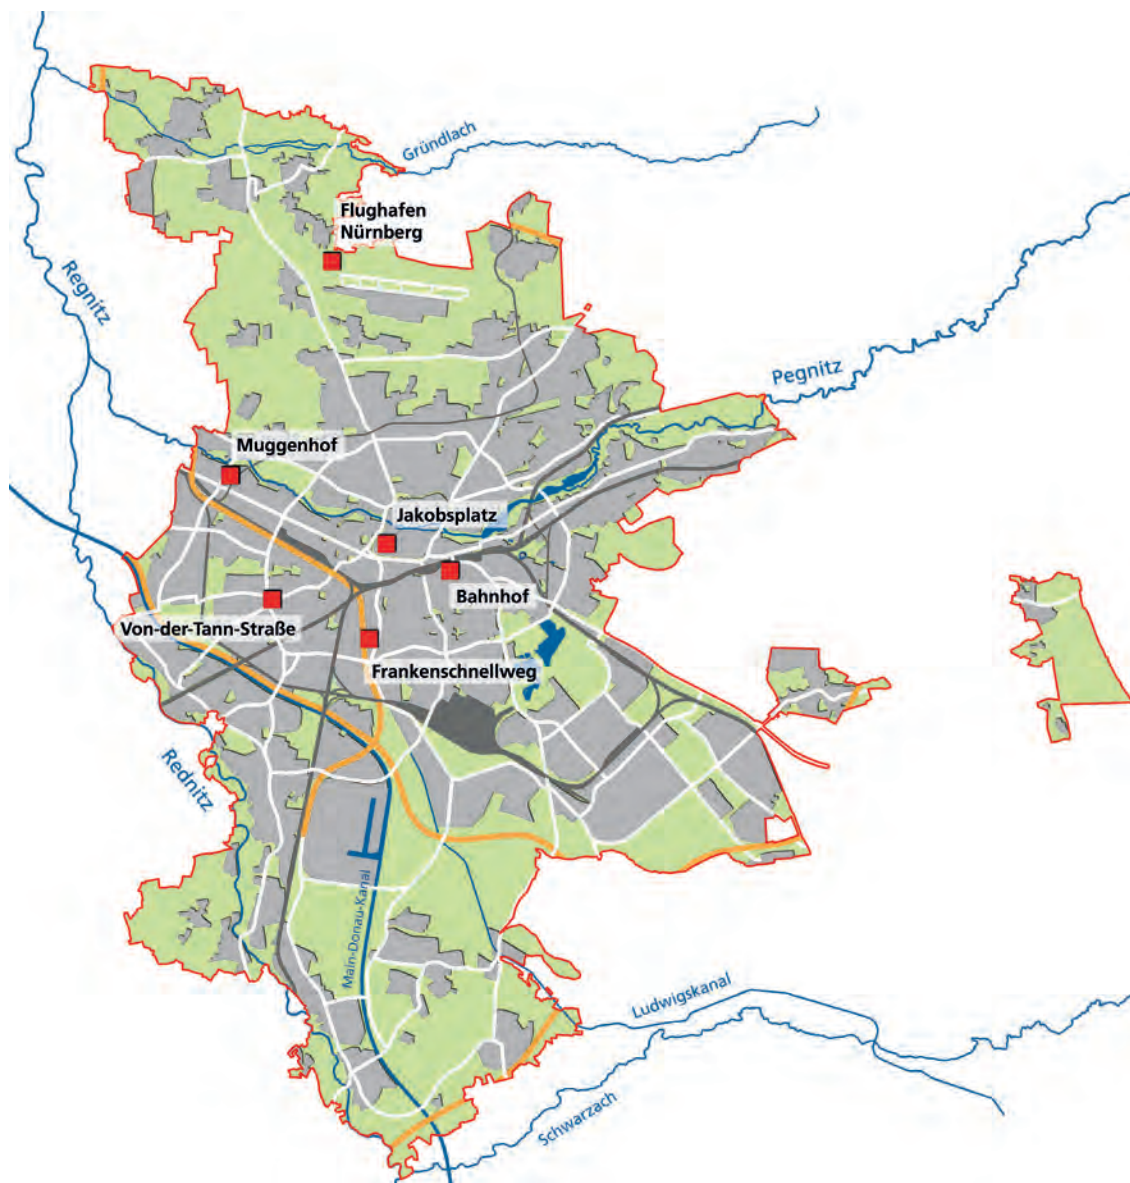 Gründlach
Flughafen
Nürnberg
Regnitz
Pegnitz
Muggenhof
Jakobsplatz
Bahnhof
Von-der-Tann-Straße
Frankenschnellweg
Rednitz
Main-Donau-Kanal
Ludwigskanal
Schwarzach